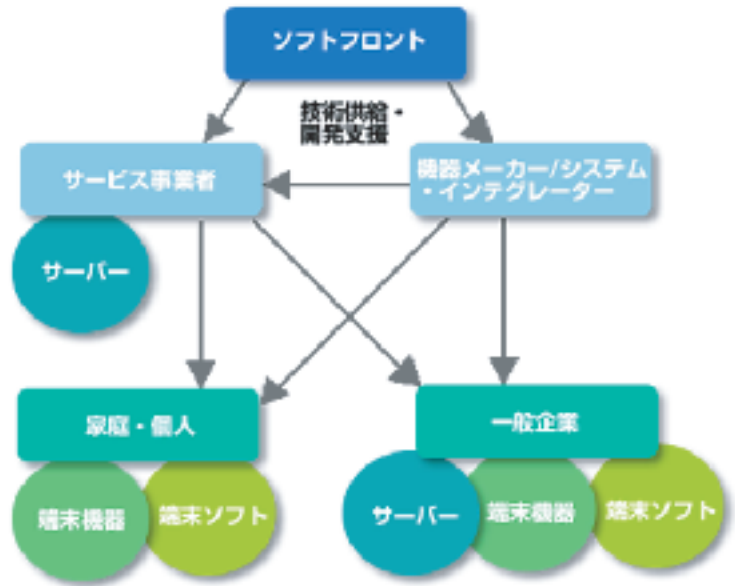 ソフトフロント
技術供給・
開発支援
サービス事業者
機器メーカー/システム
・インテグレーター
サーバー
家庭・個人
一般企業
端末機器
端末ソフト
サーバー
端末機器
端末ソフト